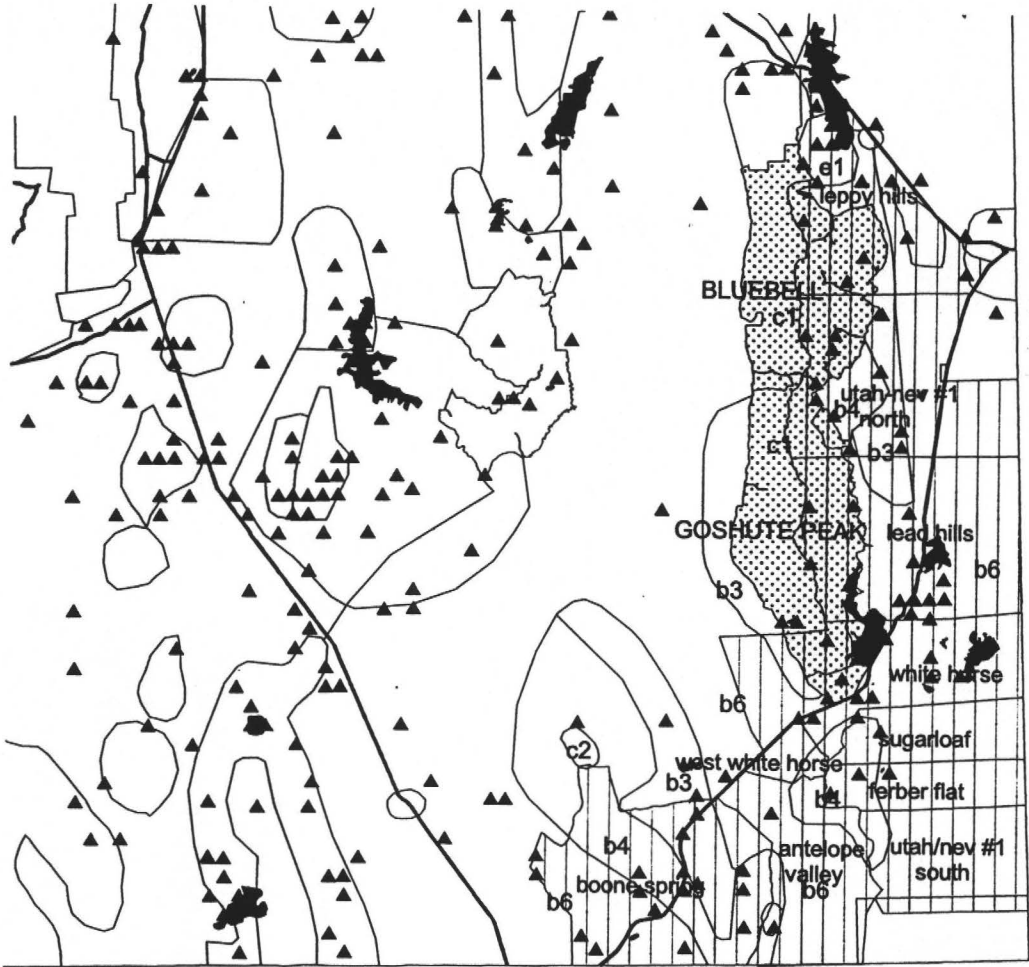 e1
leppy hills
BLUEBELL
c1
utah-nev #1
b4
north
c1
b3
GOSHUTE PEAK
lead hills
b6
b3
white horse
b6
sugarloaf
c2
west white horse
b3
ferber flat
b4
b4
antelope
valley
utah/nev #1
south
boone springs
b6
b6